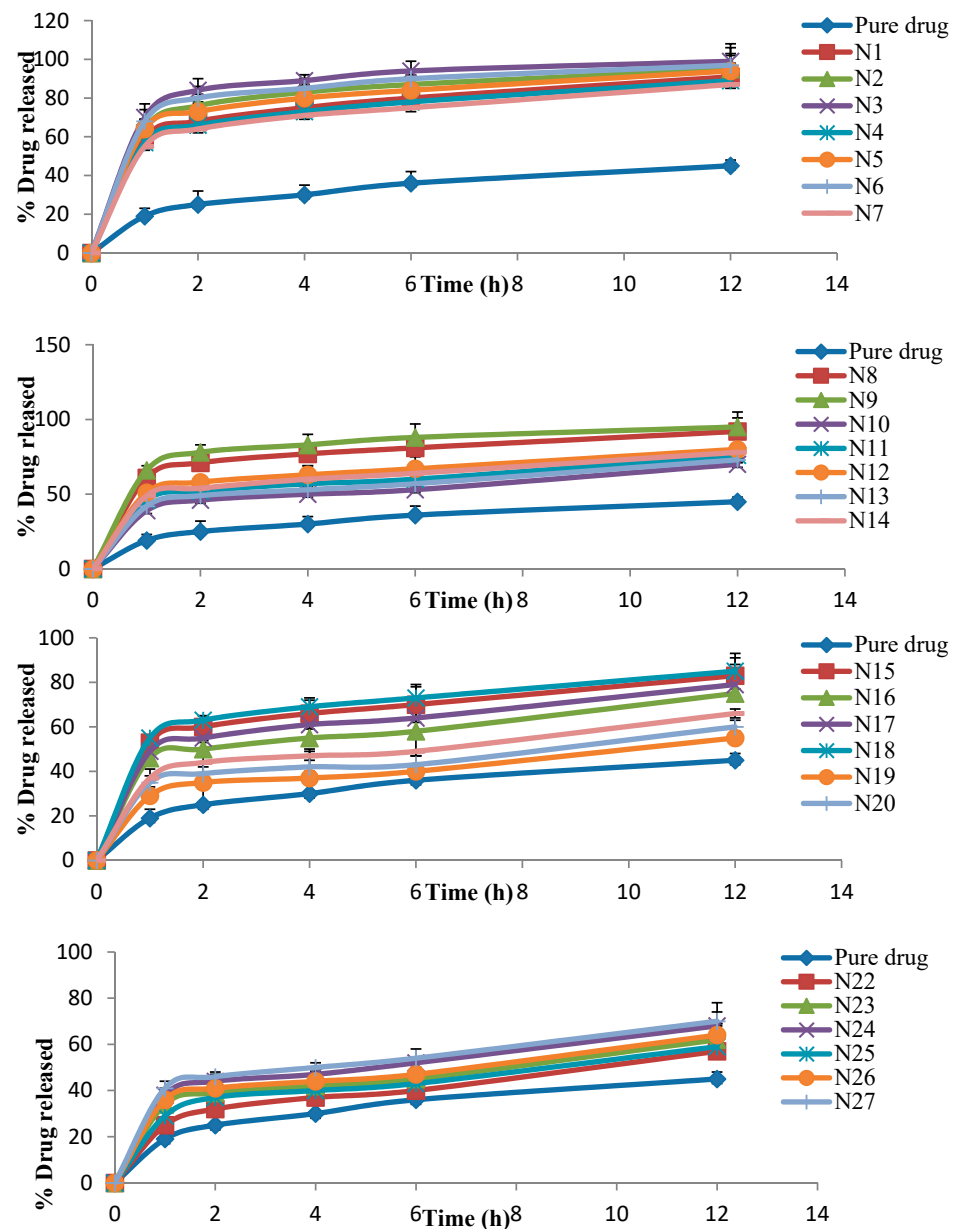 120
100
80
60
40
20
0
% Drug released
0 2 4 6 Time (h) 8 10 12 14
Pure drug
N1
N2
N3
N4
N5
N6
N7
150
100
50
0
% Drug rleased
0 2 4 6 Time (h) 8 10 12 14
Pure drug
N8
N9
N10
N11
N12
N13
N14
100
80
60
40
20
0
% Drug released
0 2 4 6 Time (h) 8 10 12 14
Pure drug
N15
N16
N17
N18
N19
N20
100
80
60
40
20
0
% Drug released
0 2 4 6 Time (h) 8 10 12 14
Pure drug
N22
N23
N24
N25
N26
N27